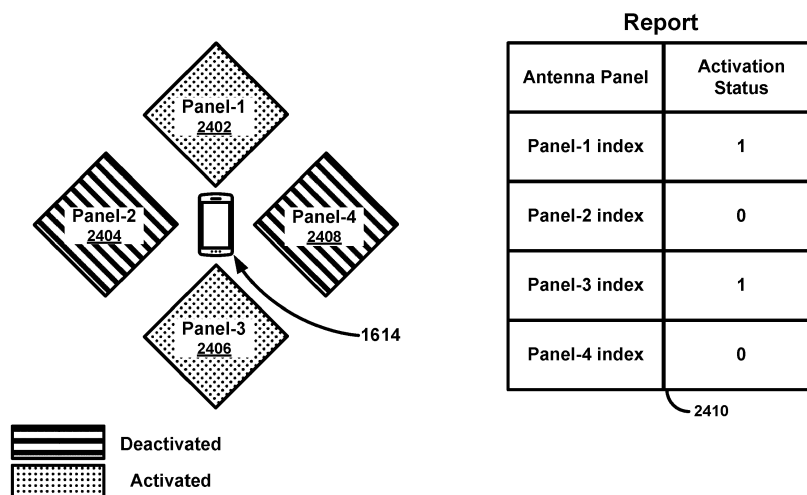 Report
Antenna Panel
Activation
Status
Panel-1 index
1
Panel-2 index
0
Panel-3 index
1
Panel-4 index
0
2410
Panel-1
2402
Panel-2
2404
Panel-4
2408
Panel-3
2406
1614
Deactivated
Activated